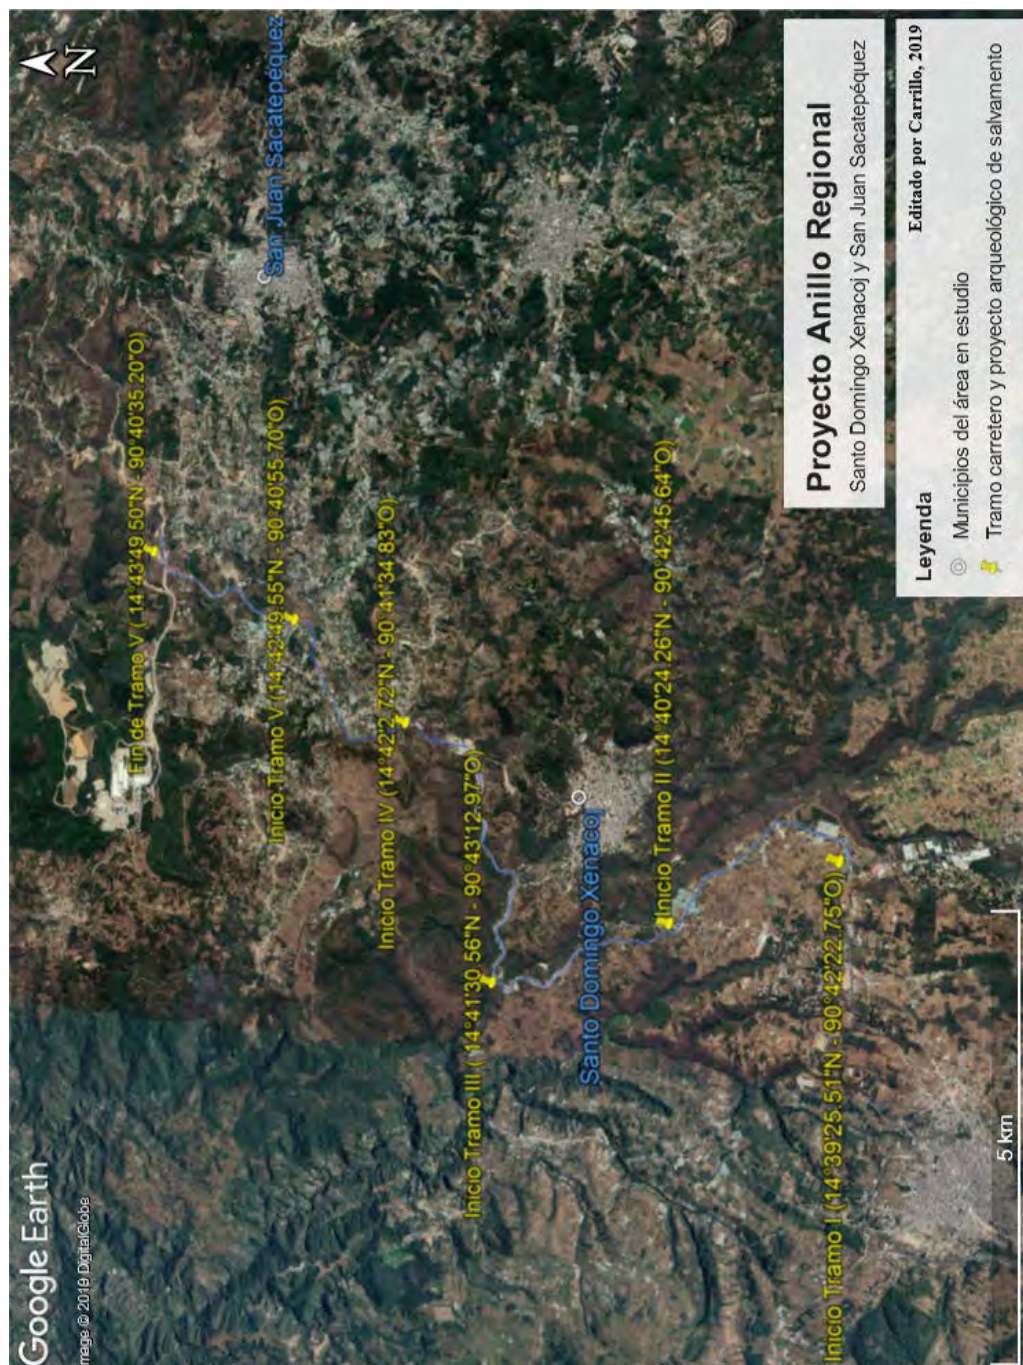 Google Earth
Image © 2019 DigitalGlobe
N
San Juan Sacatepéquez
Fin de Tramo V ( 14°43'49.50"N - 90°40'35.20"O)
Inicio Tramo V (14°42'49.55"N - 90°40'55.70"O)
Inicio Tramo IV (14°42'2.72"N - 90°41'34.83"O)
Inicio Tramo III ( 14°41'30.56"N - 90°43'12.97"O)
Santo Domingo Xenacoj
Inicio Tramo II (14°40'24.26"N - 90°42'45.64"O)
Inicio Tramo I (14°39'25.51"N - 90°42'22.75"O)
5 km
Proyecto Anillo Regional
Santo Domingo Xenacoj y San Juan Sacatepéquez
Editado por Carrillo, 2019
Leyenda
Municipios del área en estudio
Tramo carretero y proyecto arqueológico de salvamento